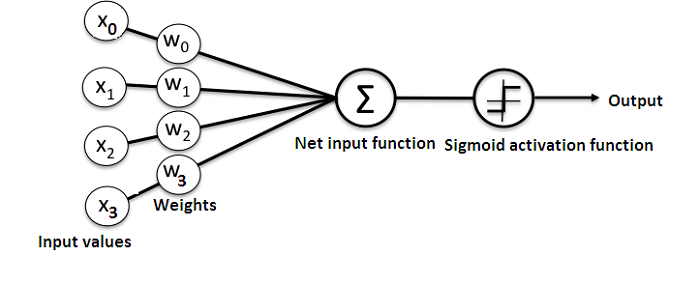 X0
W0
X1
W1
X2
W2
X3
W3
Σ
Output
Net input function
Sigmoid activation function
Weights
Input values